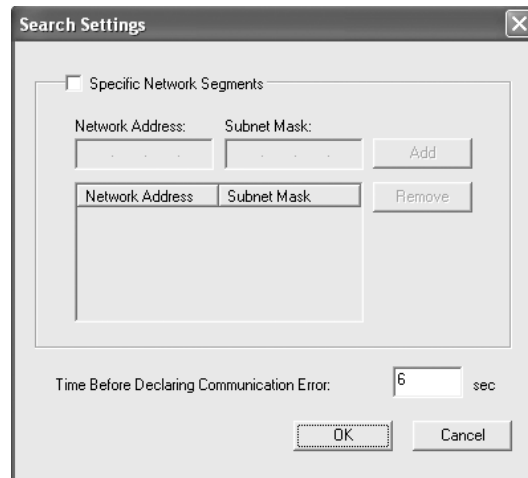 Search Settings
Specific Network Segments
Network Address: Subnet Mask:
. . . . . . Add
Network Address Subnet Mask Remove
Time Before Declaring Communication Error: 6 sec
OK Cancel